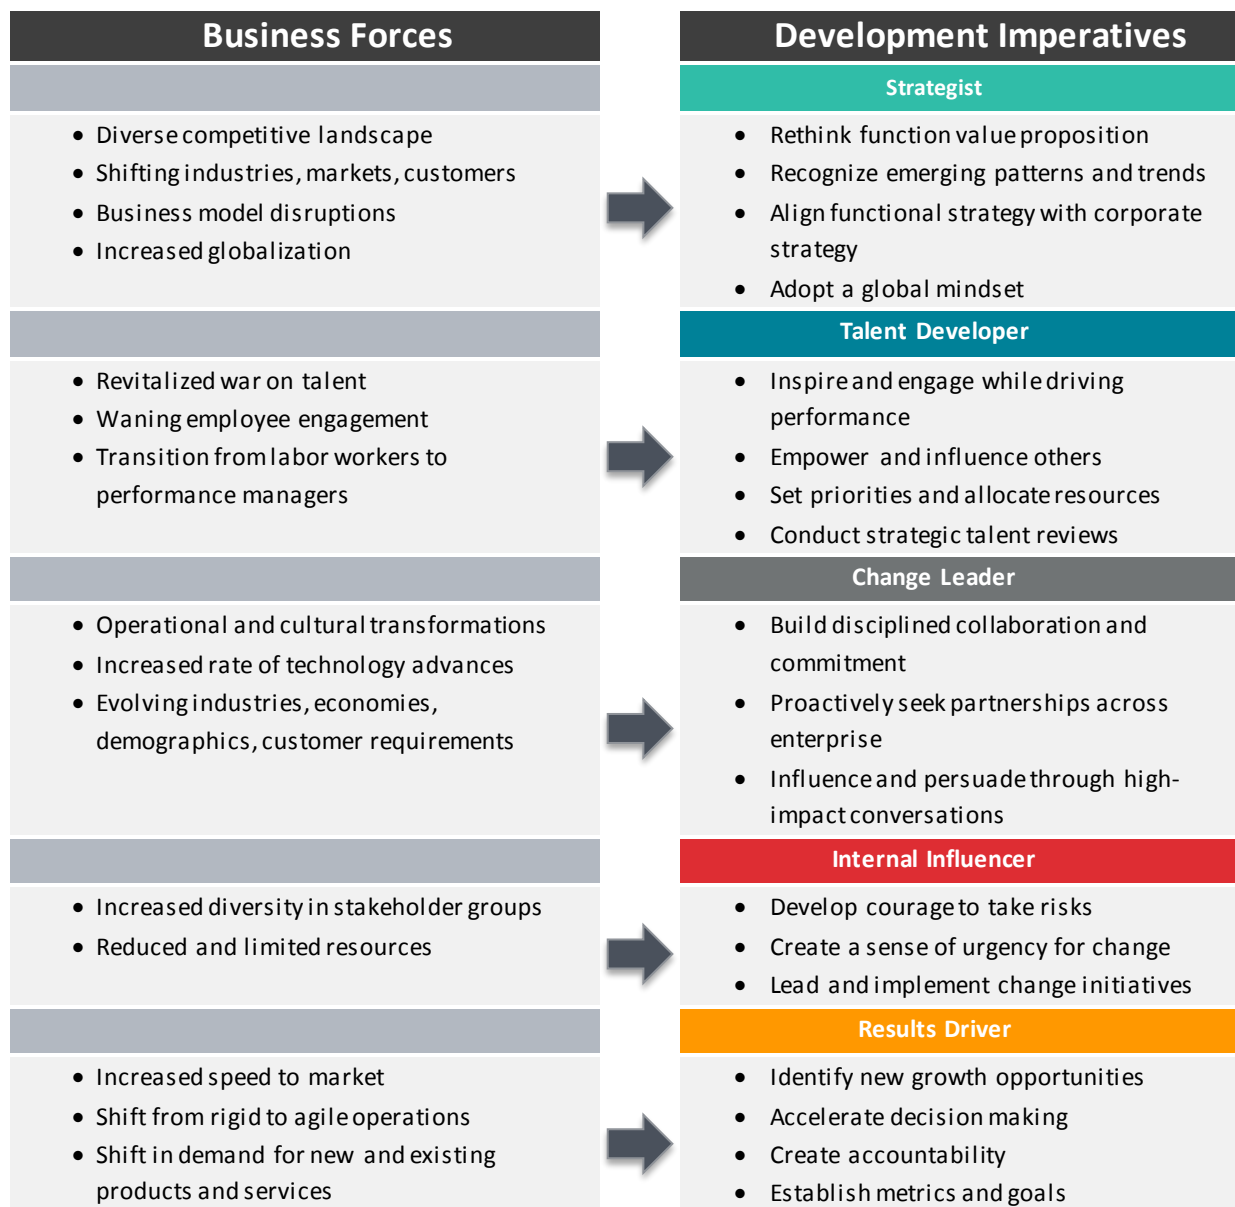 Business Forces
Development Imperatives
Strategist
• Diverse competitive landscape
• Shifting industries, markets, customers
• Business model disruptions
• Increased globalization
• Rethink function value proposition
• Recognize emerging patterns and trends
• Align functional strategy with corporate
strategy
• Adopt a global mindset
Talent Developer
• Revitalized war on talent
• Waning employee engagement
• Transition from labor workers to
performance managers
• Inspire and engage while driving
performance
• Empower and influence others
• Set priorities and allocate resources
• Conduct strategic talent reviews
Change Leader
• Operational and cultural transformations
• Increased rate of technology advances
• Evolving industries, economies,
demographics, customer requirements
• Build disciplined collaboration and
commitment
• Proactively seek partnerships across
enterprise
• Influence and persuade through high-
impact conversations
Internal Influencer
• Increased diversity in stakeholder groups
• Reduced and limited resources
• Develop courage to take risks
• Create a sense of urgency for change
• Lead and implement change initiatives
Results Driver
• Increased speed to market
• Shift from rigid to agile operations
• Shift in demand for new and existing
products and services
• Identify new growth opportunities
• Accelerate decision making
• Create accountability
• Establish metrics and goals